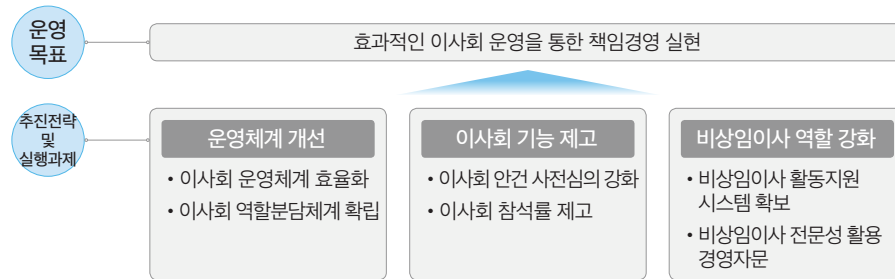 운영
목표
효과적인 이사회 운영을 통한 책임경영 실현
추진전략
및
실행과제
운영체계 개선
• 이사회 운영체계 효율화
• 이사회 역할분담체계 확립
이사회 기능 제고
• 이사회 안건 사전심의 강화
• 이사회 참석률 제고
비상임이사 역할 강화
• 비상임이사 활동지원
시스템 확보
• 비상임이사 전문성 활용
경영자문